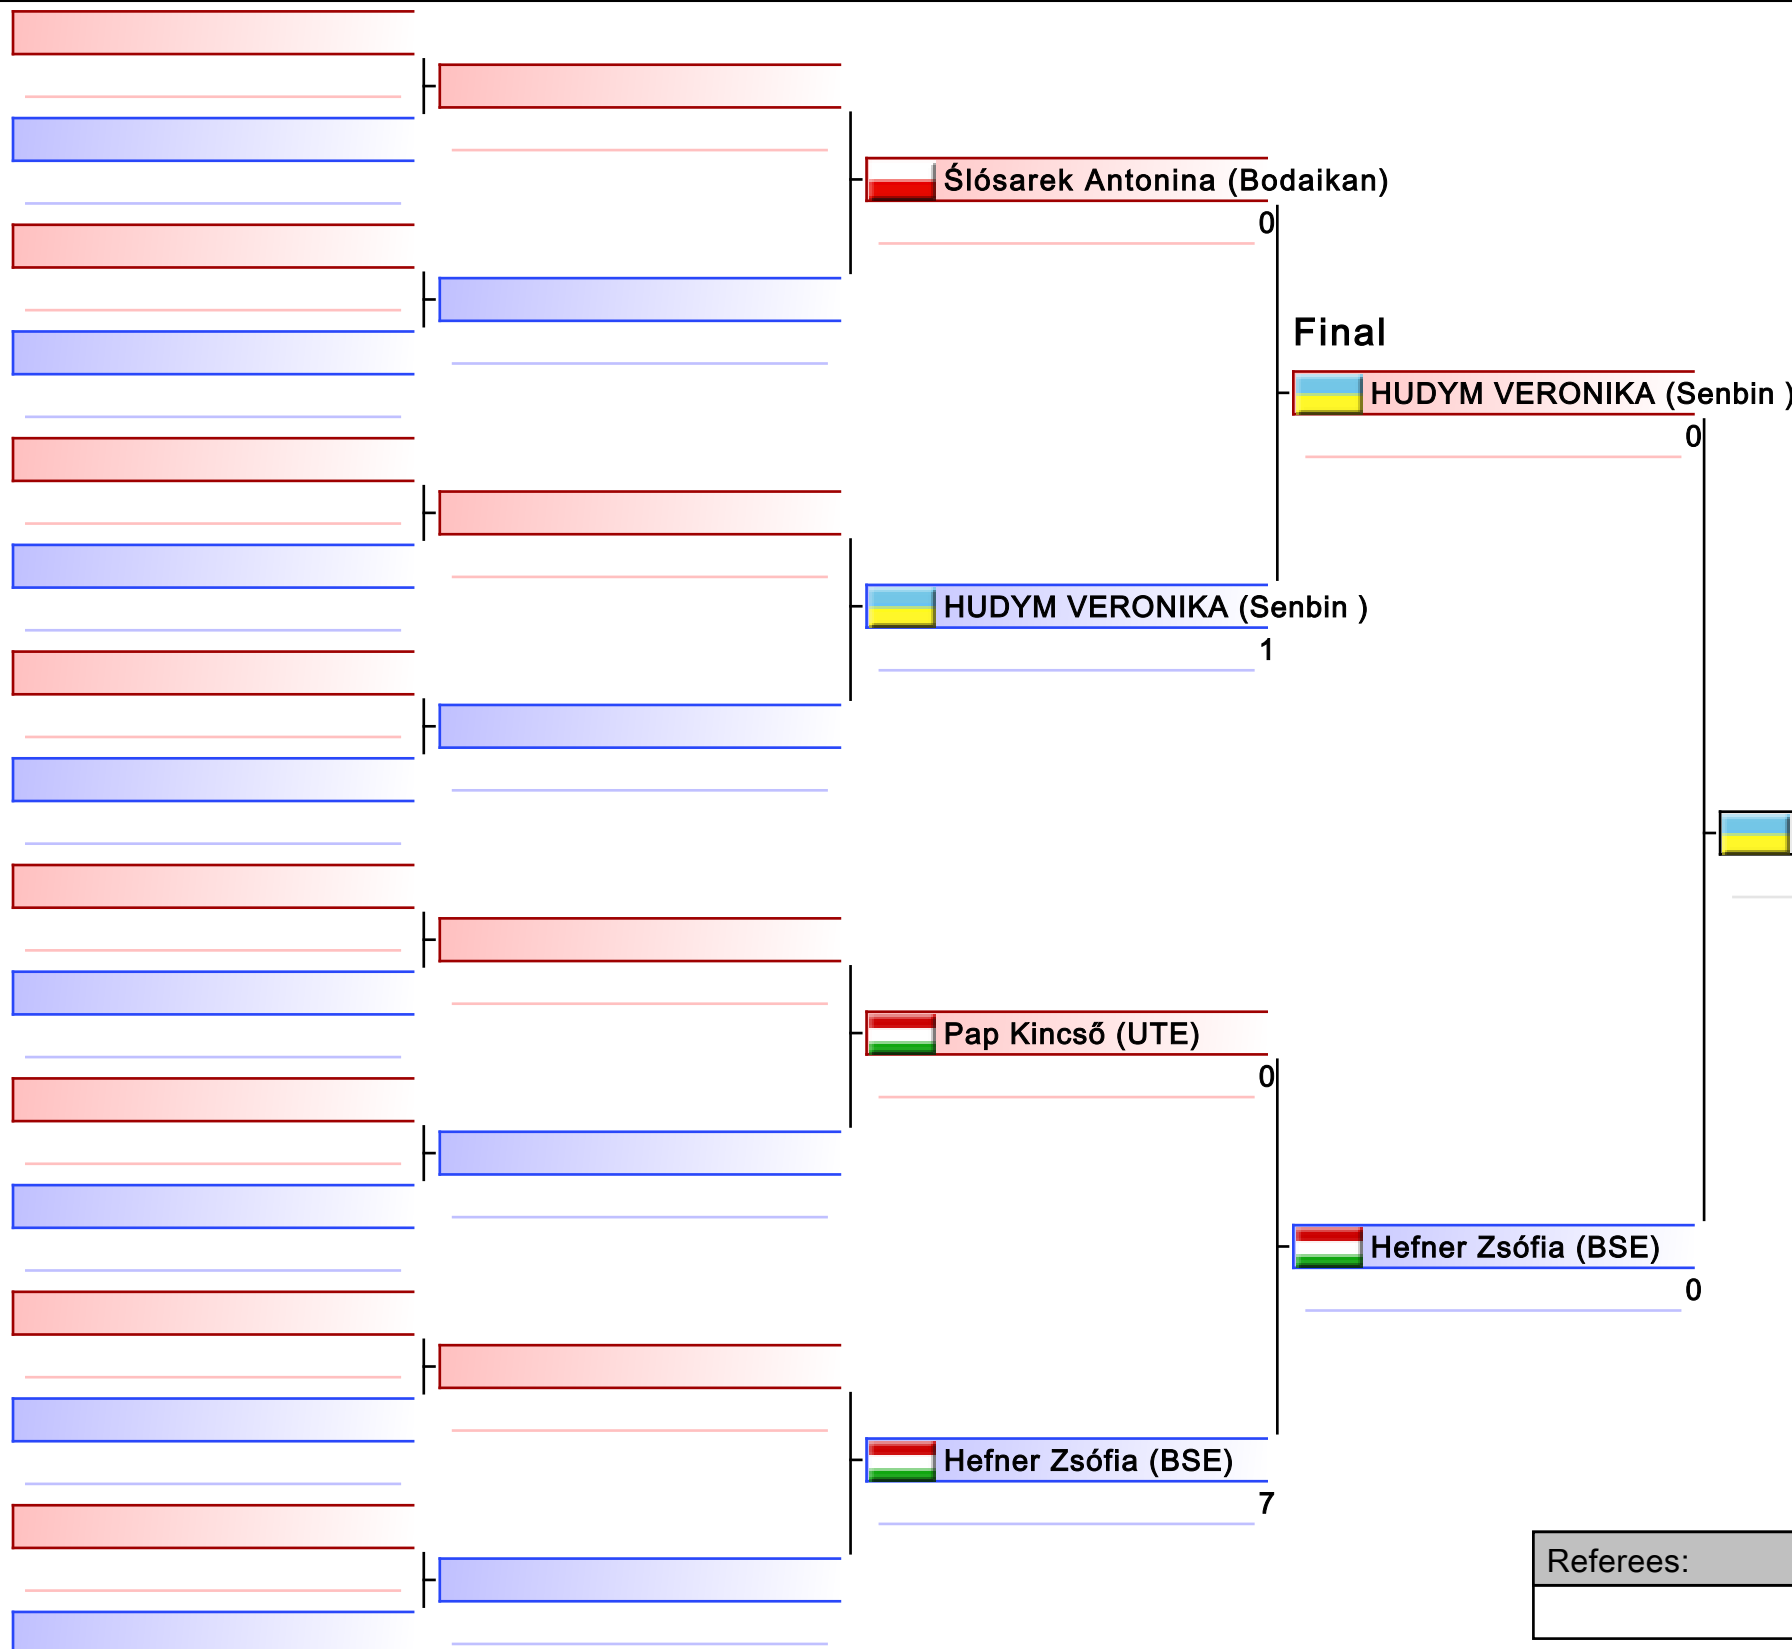 Ślósarek Antonina (Bodaikan)
0
Final
HUDYM VERONIKA (Senbin )
0
HUDYM VERONIKA (Senbin )
1
Pap Kincső (UTE)
0
Hefner Zsófia (BSE)
0
Hefner Zsófia (BSE)
7
Referees: